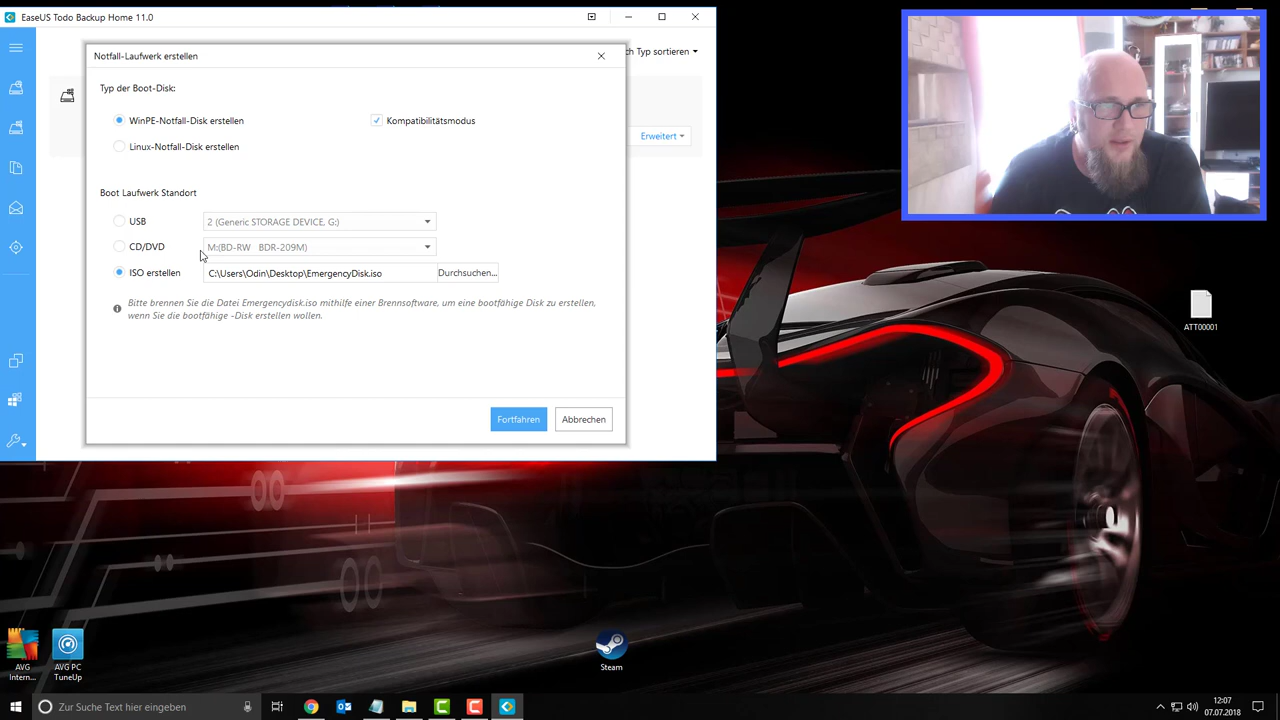 EaseUS Todo Backup Home 11.0
ch Typ sortieren
Notfall-Laufwerk erstellen
Typ der Boot-Disk:
WinPE-Notfall-Disk erstellen
Kompatibilitätsmodus
Erweitert
Linux-Notfall-Disk erstellen
Boot Laufwerk Standort
USB
2 (Generic STORAGE DEVICE, G:)
CD/DVD
M:(BD-RW BDR-209M)
ISO erstellen
C:\Users\Odin\Desktop\EmergencyDisk.iso
Durchsuchen...
Bitte brennen Sie die Datei Emergencydisk.iso mithilfe einer Brennsoftware, um eine bootfähige Disk zu erstellen,
wenn Sie die bootfähige -Disk erstellen wollen.
Fortfahren
Abbrechen
ATT00001
AVG
Intern...
AVG PC
TuneUp
Steam
Zur Suche Text hier eingeben
12:07
07.07.2018